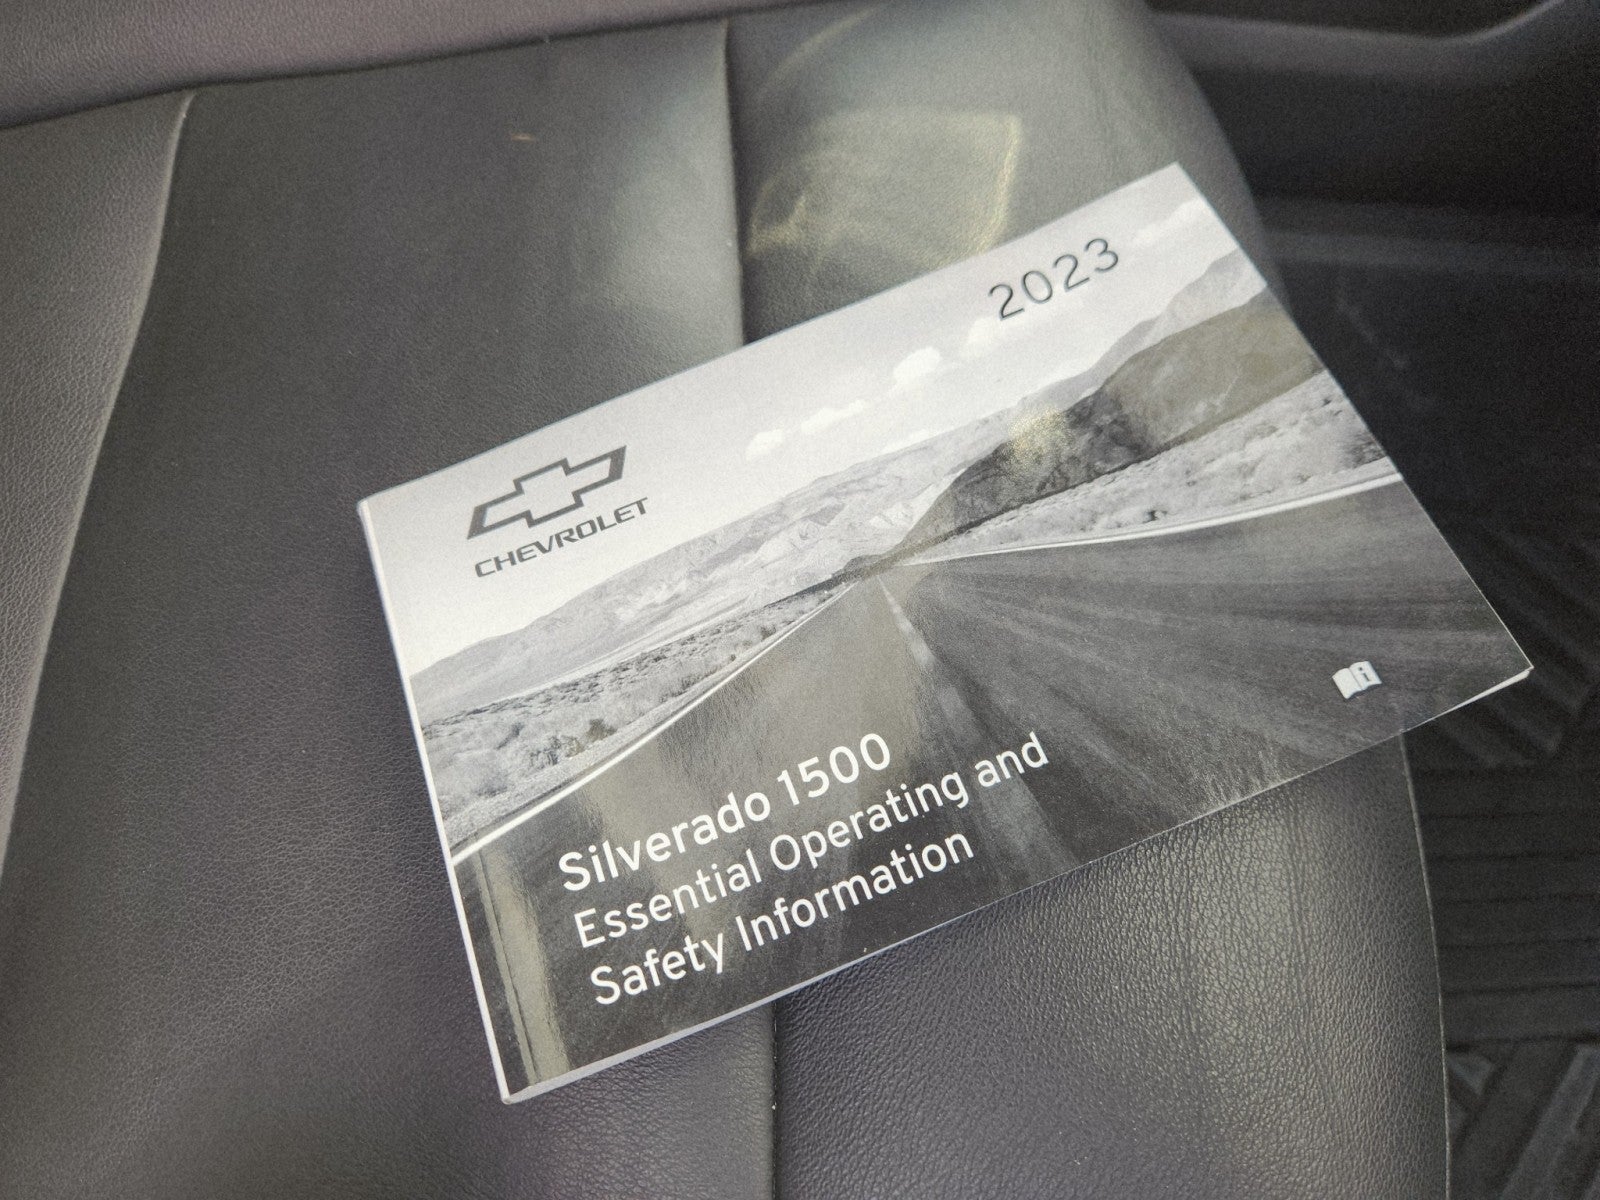 2023
CHEVROLET
Silverado 1500
Essential Operating and
Safety Information